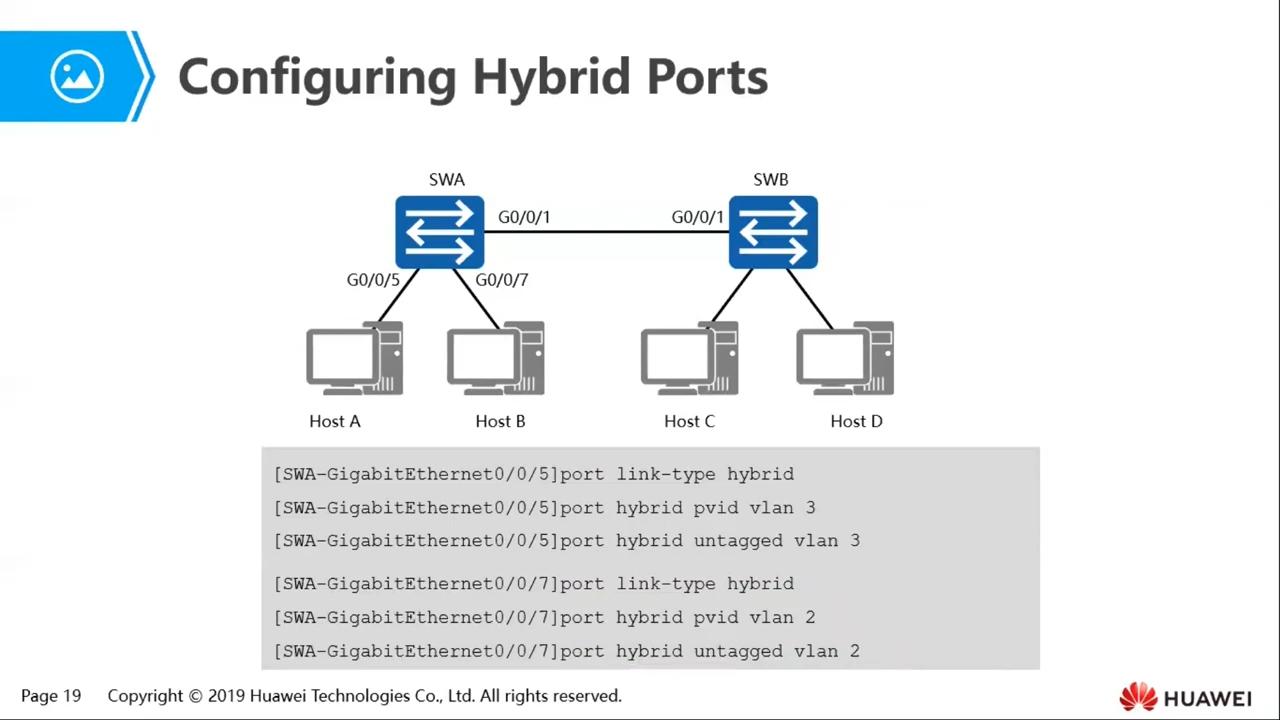 Configuring Hybrid Ports
SWA
SWB
G0/0/1
G0/0/1
G0/0/5
G0/0/7
Host A
Host B
Host C
Host D
[SWA-GigabitEthernet0/0/5]port link-type hybrid
[SWA-GigabitEthernet0/0/5]port hybrid pvid vlan 3
[SWA-GigabitEthernet0/0/5]port hybrid untagged vlan 3
[SWA-GigabitEthernet0/0/7]port link-type hybrid
[SWA-GigabitEthernet0/0/7]port hybrid pvid vlan 2
[SWA-GigabitEthernet0/0/7]port hybrid untagged vlan 2
Page 19 Copyright © 2019 Huawei Technologies Co., Ltd. All rights reserved.
HUAWEI